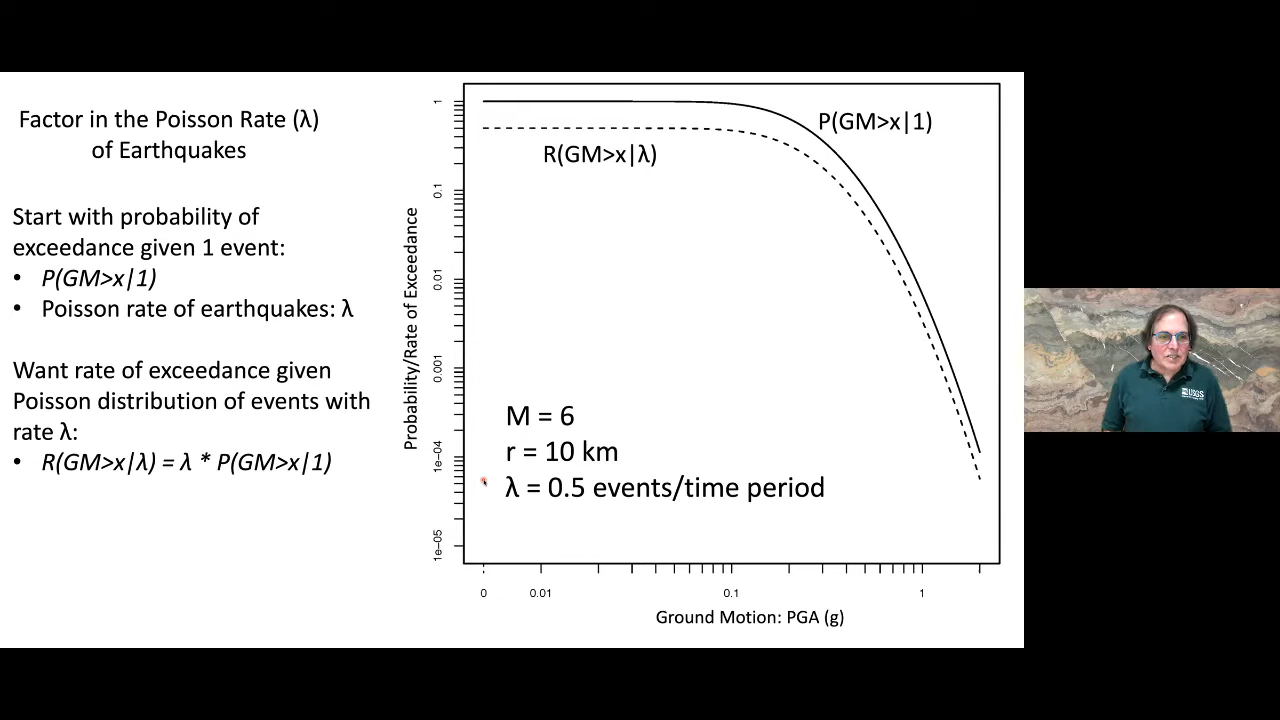 Factor in the Poisson Rate (λ)
of Earthquakes
Start with probability of
exceedance given 1 event:
• P(GM>x|1)
• Poisson rate of earthquakes: λ
Want rate of exceedance given
Poisson distribution of events with
rate λ:
• R(GM>x|λ) = λ * P(GM>x|1)
Probability/Rate of Exceedance
1
0.1
0.01
0.001
1e−04
1e−05
P(GM>x|1)
R(GM>x|λ)
M = 6
r = 10 km
λ = 0.5 events/time period
0 0.01 0.1 1
Ground Motion: PGA (g)
USGS